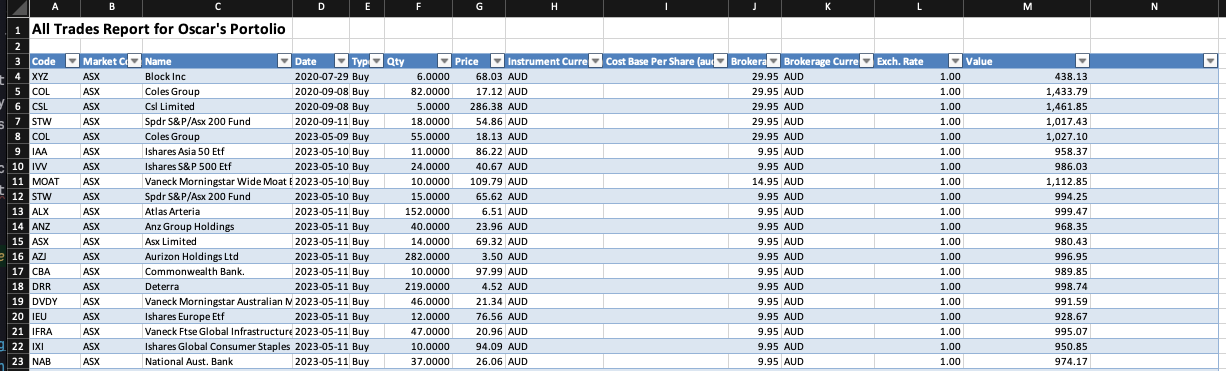 A B C D E F G H I J K L M N
1 All Trades Report for Oscar's Portolio
2
3 Code Market Co Name Date Type Qty Price Instrument Curre Cost Base Per Share (aud Brokera Brokerage Curre Exch. Rate Value
4 XYZ ASX Block Inc 2020-07-29 Buy 6.0000 68.03 AUD 29.95 AUD 1.00 438.13
5 COL ASX Coles Group 2020-09-08 Buy 82.0000 17.12 AUD 29.95 AUD 1.00 1,433.79
6 CSL ASX Csl Limited 2020-09-08 Buy 5.0000 286.38 AUD 29.95 AUD 1.00 1,461.85
7 STW ASX Spdr S&P/Asx 200 Fund 2020-09-11 Buy 18.0000 54.86 AUD 29.95 AUD 1.00 1,017.43
8 COL ASX Coles Group 2023-05-09 Buy 55.0000 18.13 AUD 29.95 AUD 1.00 1,027.10
9 IAA ASX Ishares Asia 50 Etf 2023-05-10 Buy 11.0000 86.22 AUD 9.95 AUD 1.00 958.37
10 IVV ASX Ishares S&P 500 Etf 2023-05-10 Buy 24.0000 40.67 AUD 9.95 AUD 1.00 986.03
11 MOAT ASX Vaneck Morningstar Wide Moat E 2023-05-10 Buy 10.0000 109.79 AUD 14.95 AUD 1.00 1,112.85
12 STW ASX Spdr S&P/Asx 200 Fund 2023-05-10 Buy 15.0000 65.62 AUD 9.95 AUD 1.00 994.25
13 ALX ASX Atlas Arteria 2023-05-11 Buy 152.0000 6.51 AUD 9.95 AUD 1.00 999.47
14 ANZ ASX Anz Group Holdings 2023-05-11 Buy 40.0000 23.96 AUD 9.95 AUD 1.00 968.35
15 ASX ASX Asx Limited 2023-05-11 Buy 14.0000 69.32 AUD 9.95 AUD 1.00 980.43
16 AZJ ASX Aurizon Holdings Ltd 2023-05-11 Buy 282.0000 3.50 AUD 9.95 AUD 1.00 996.95
17 CBA ASX Commonwealth Bank. 2023-05-11 Buy 10.0000 97.99 AUD 9.95 AUD 1.00 989.85
18 DRR ASX Deterra 2023-05-11 Buy 219.0000 4.52 AUD 9.95 AUD 1.00 998.74
19 DVDY ASX Vaneck Morningstar Australian M 2023-05-11 Buy 46.0000 21.34 AUD 9.95 AUD 1.00 991.59
20 IEU ASX Ishares Europe Etf 2023-05-11 Buy 12.0000 76.56 AUD 9.95 AUD 1.00 928.67
21 IFRA ASX Vaneck Ftse Global Infrastructure 2023-05-11 Buy 47.0000 20.96 AUD 9.95 AUD 1.00 995.07
22 IXI ASX Ishares Global Consumer Staples 2023-05-11 Buy 10.0000 94.09 AUD 9.95 AUD 1.00 950.85
23 NAB ASX National Aust. Bank 2023-05-11 Buy 37.0000 26.06 AUD 9.95 AUD 1.00 974.17